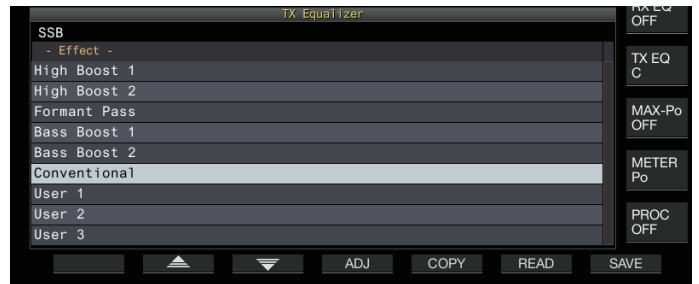 TX Equalizer
SSB
- Effect -
High Boost 1
High Boost 2
Formant Pass
Bass Boost 1
Bass Boost 2
Conventional
User 1
User 2
User 3
RX EQ
OFF
TX EQ
C
MAX-Po
OFF
METER
Po
PROC
OFF
ADJ COPY READ SAVE